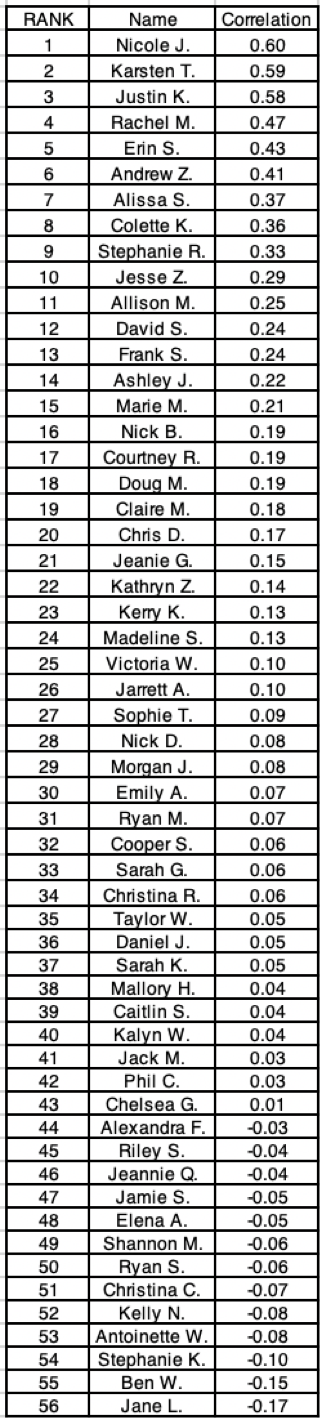 RANK Name Correlation
1 Nicole J. 0.60
2 Karsten T. 0.59
3 Justin K. 0.58
4 Rachel M. 0.47
5 Erin S. 0.43
6 Andrew Z. 0.41
7 Alissa S. 0.37
8 Colette K. 0.36
9 Stephanie R. 0.33
10 Jesse Z. 0.29
11 Allison M. 0.25
12 David S. 0.24
13 Frank S. 0.24
14 Ashley J. 0.22
15 Marie M. 0.21
16 Nick B. 0.19
17 Courtney R. 0.19
18 Doug M. 0.19
19 Claire M. 0.18
20 Chris D. 0.17
21 Jeanie G. 0.15
22 Kathryn Z. 0.14
23 Kerry K. 0.13
24 Madeline S. 0.13
25 Victoria W. 0.10
26 Jarrett A. 0.10
27 Sophie T. 0.09
28 Nick D. 0.08
29 Morgan J. 0.08
30 Emily A. 0.07
31 Ryan M. 0.07
32 Cooper S. 0.06
33 Sarah G. 0.06
34 Christina R. 0.06
35 Taylor W. 0.05
36 Daniel J. 0.05
37 Sarah K. 0.05
38 Mallory H. 0.04
39 Caitlin S. 0.04
40 Kalyn W. 0.04
41 Jack M. 0.03
42 Phil C. 0.03
43 Chelsea G. 0.01
44 Alexandra F. -0.03
45 Riley S. -0.04
46 Jeannie Q. -0.04
47 Jamie S. -0.05
48 Elena A. -0.05
49 Shannon M. -0.06
50 Ryan S. -0.06
51 Christina C. -0.07
52 Kelly N. -0.08
53 Antoinette W. -0.08
54 Stephanie K. -0.10
55 Ben W. -0.15
56 Jane L. -0.17